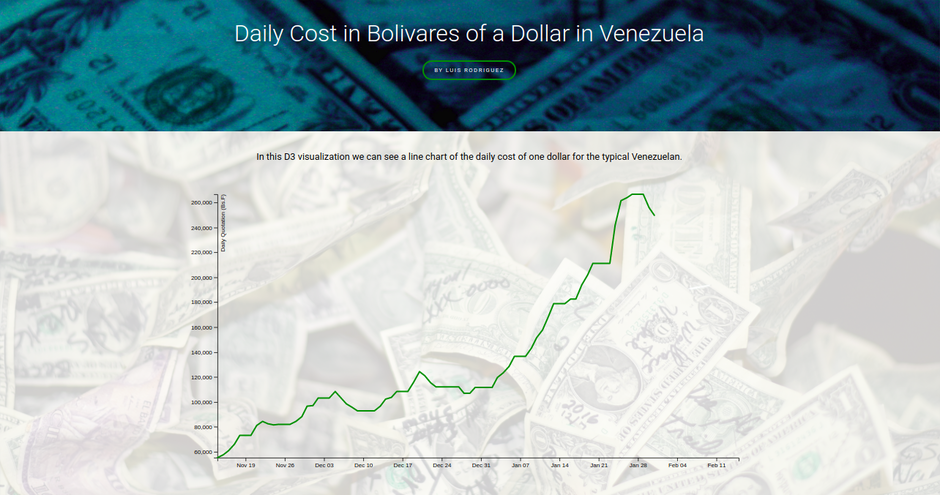 Daily Cost in Bolivares of a Dollar in Venezuela
BY LUIS RODRIGUEZ
In this D3 visualization we can see a line chart of the daily cost of one dollar for the typical Venezuelan.
Daily Quotation (Bs.F)
260,000
240,000
220,000
200,000
180,000
160,000
140,000
120,000
100,000
80,000
60,000
Nov 19 Nov 26 Dec 03 Dec 10 Dec 17 Dec 24 Dec 31 Jan 07 Jan 14 Jan 21 Jan 28 Feb 04 Feb 11